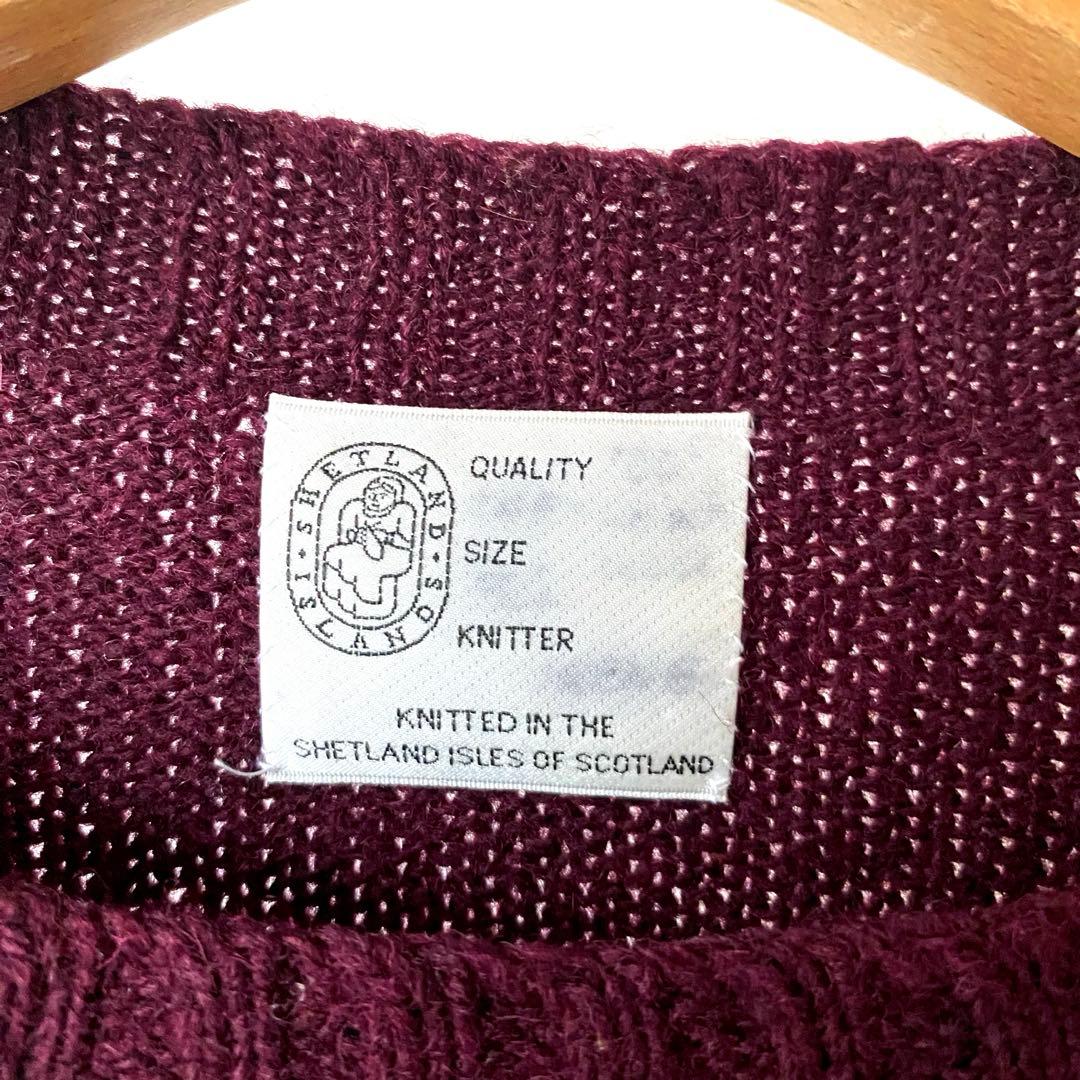 SHETLAND · ISLANDS ·
QUALITY
SIZE
KNITTER
KNITTED IN THE
SHETLAND ISLES OF SCOTLAND